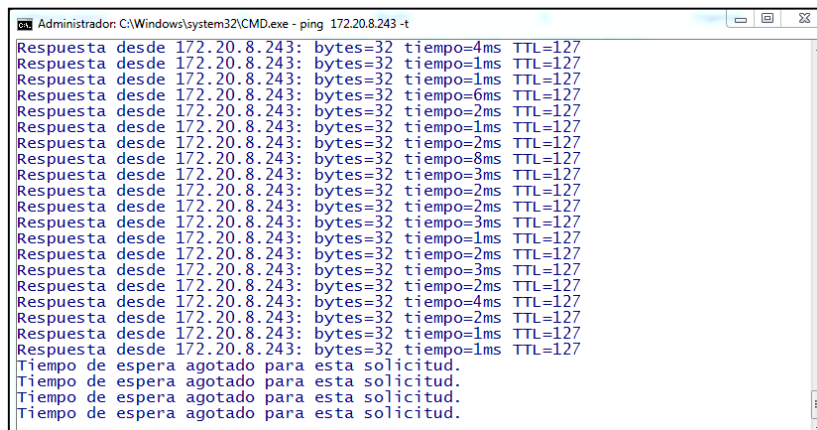 Administrador: C:\Windows\system32\CMD.exe - ping 172.20.8.243 -t
Respuesta desde 172.20.8.243: bytes=32 tiempo=4ms TTL=127
Respuesta desde 172.20.8.243: bytes=32 tiempo=1ms TTL=127
Respuesta desde 172.20.8.243: bytes=32 tiempo=1ms TTL=127
Respuesta desde 172.20.8.243: bytes=32 tiempo=6ms TTL=127
Respuesta desde 172.20.8.243: bytes=32 tiempo=2ms TTL=127
Respuesta desde 172.20.8.243: bytes=32 tiempo=1ms TTL=127
Respuesta desde 172.20.8.243: bytes=32 tiempo=2ms TTL=127
Respuesta desde 172.20.8.243: bytes=32 tiempo=8ms TTL=127
Respuesta desde 172.20.8.243: bytes=32 tiempo=3ms TTL=127
Respuesta desde 172.20.8.243: bytes=32 tiempo=2ms TTL=127
Respuesta desde 172.20.8.243: bytes=32 tiempo=2ms TTL=127
Respuesta desde 172.20.8.243: bytes=32 tiempo=3ms TTL=127
Respuesta desde 172.20.8.243: bytes=32 tiempo=1ms TTL=127
Respuesta desde 172.20.8.243: bytes=32 tiempo=2ms TTL=127
Respuesta desde 172.20.8.243: bytes=32 tiempo=3ms TTL=127
Respuesta desde 172.20.8.243: bytes=32 tiempo=2ms TTL=127
Respuesta desde 172.20.8.243: bytes=32 tiempo=4ms TTL=127
Respuesta desde 172.20.8.243: bytes=32 tiempo=2ms TTL=127
Respuesta desde 172.20.8.243: bytes=32 tiempo=1ms TTL=127
Respuesta desde 172.20.8.243: bytes=32 tiempo=1ms TTL=127
Tiempo de espera agotado para esta solicitud.
Tiempo de espera agotado para esta solicitud.
Tiempo de espera agotado para esta solicitud.
Tiempo de espera agotado para esta solicitud.